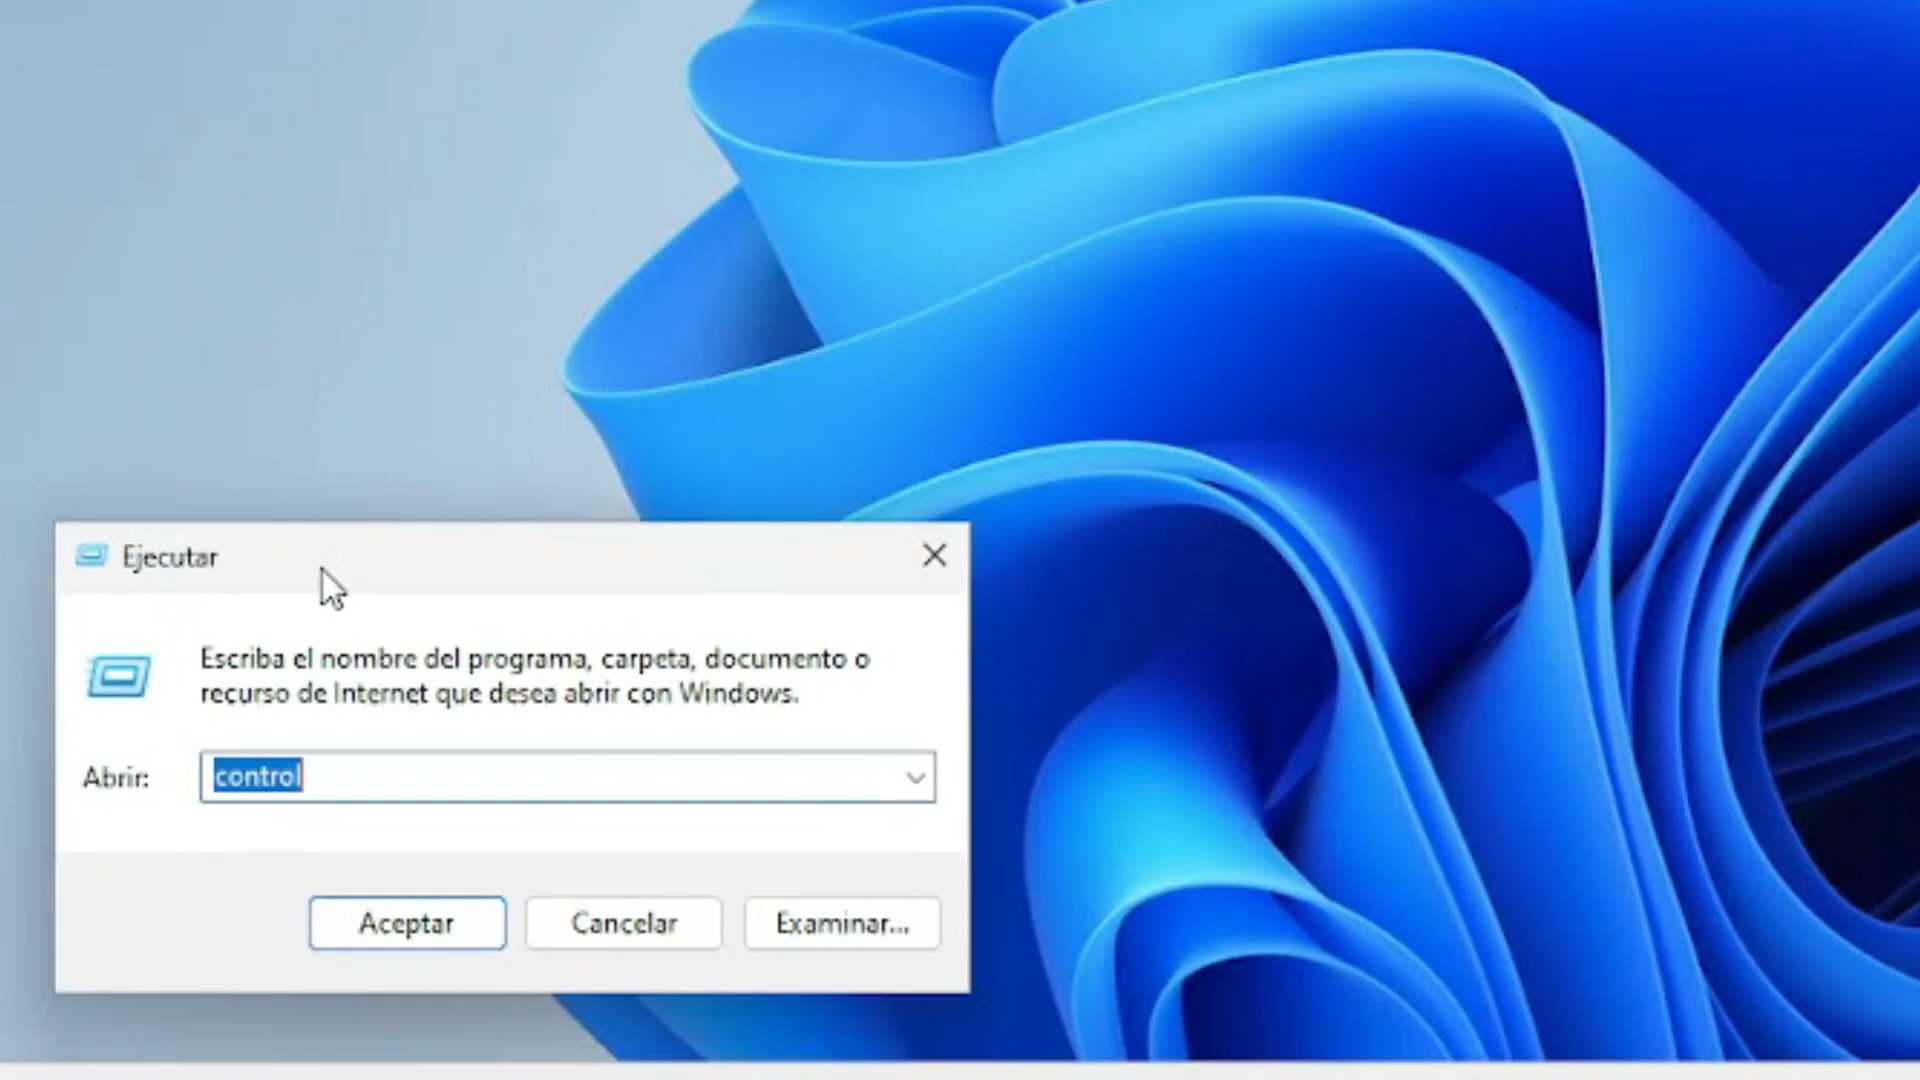 Ejecutar
Escriba el nombre del programa, carpeta, documento o
recurso de Internet que desea abrir con Windows.
Abrir:
control
Aceptar
Cancelar
Examinar...